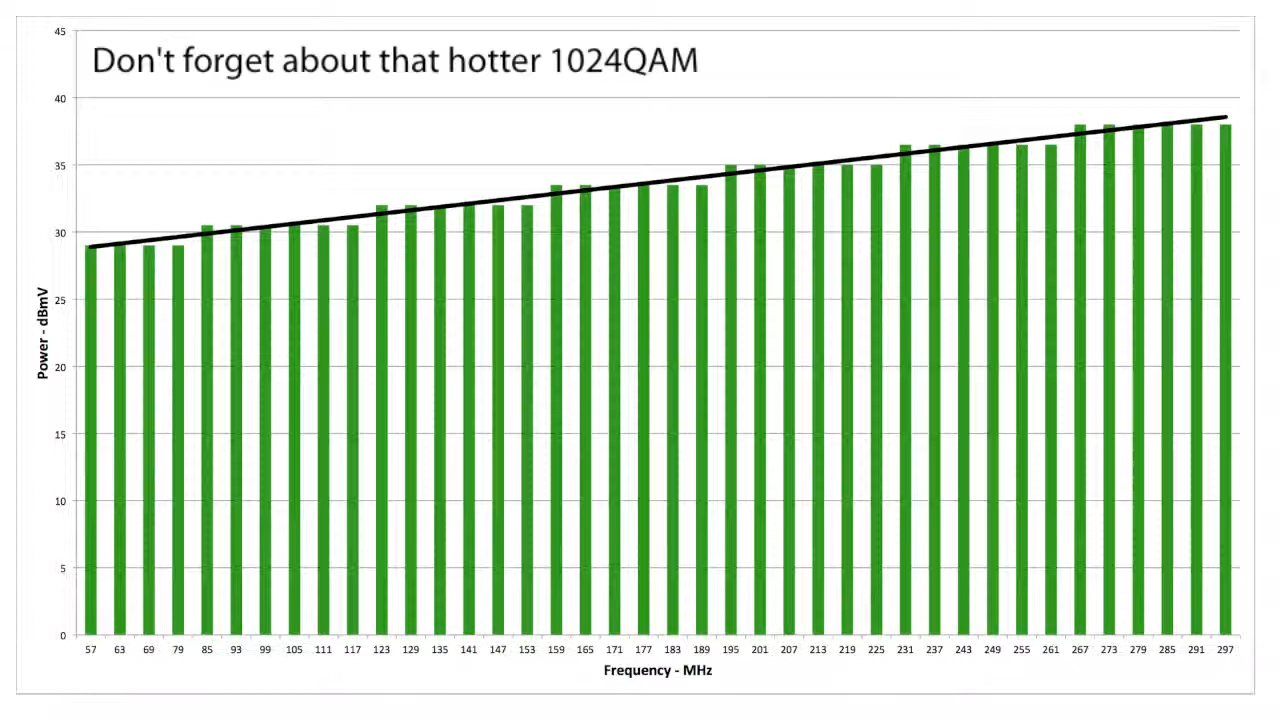 Don't forget about that hotter 1024QAM
45
40
35
30
25
20
15
10
5
0
Power - dBmV
57 63 69 79 85 93 99 105 111 117 123 129 135 141 147 153 159 165 171 177 183 189 195 201 207 213 219 225 231 237 243 249 255 261 267 273 279 285 291 297
Frequency - MHz